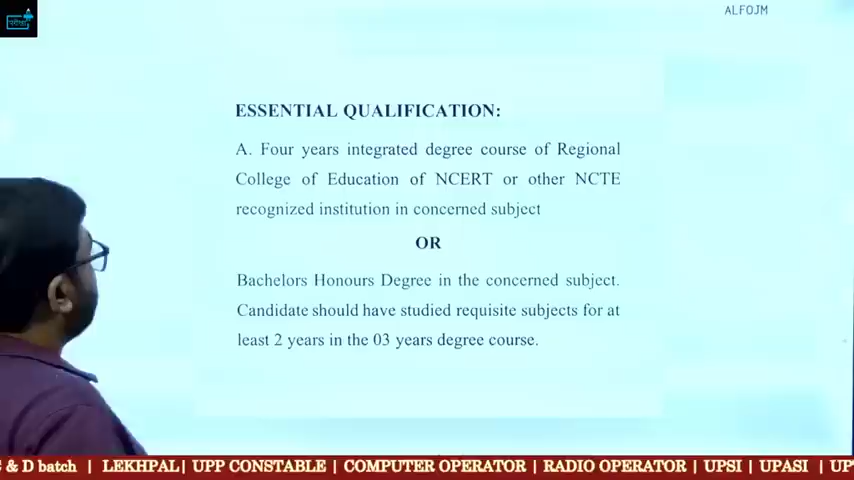 परीक्षा
ALFOJM
ESSENTIAL QUALIFICATION:
A. Four years integrated degree course of Regional
College of Education of NCERT or other NCTE
recognized institution in concerned subject
OR
Bachelors Honours Degree in the concerned subject.
Candidate should have studied requisite subjects for at
least 2 years in the 03 years degree course.
& D batch | LEKHPAL| UPP CONSTABLE | COMPUTER OPERATOR | RADIO OPERATOR | UPSI | UPASI |